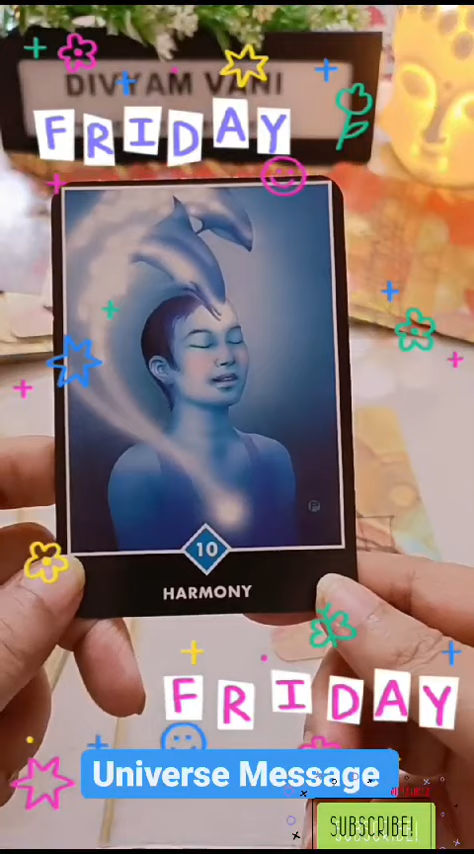 DIVYAM VANI
FRIDAY
10
HARMONY
FRIDAY
Universe Message
SUBSCRIBE!